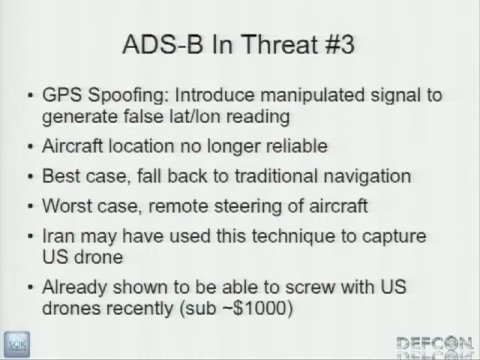 ADS-B In Threat #3
• GPS Spoofing: Introduce manipulated signal to
generate false lat/lon reading
• Aircraft location no longer reliable
• Best case, fall back to traditional navigation
• Worst case, remote steering of aircraft
• Iran may have used this technique to capture
US drone
• Already shown to be able to screw with US
drones recently (sub ~$1000)
DEFCON